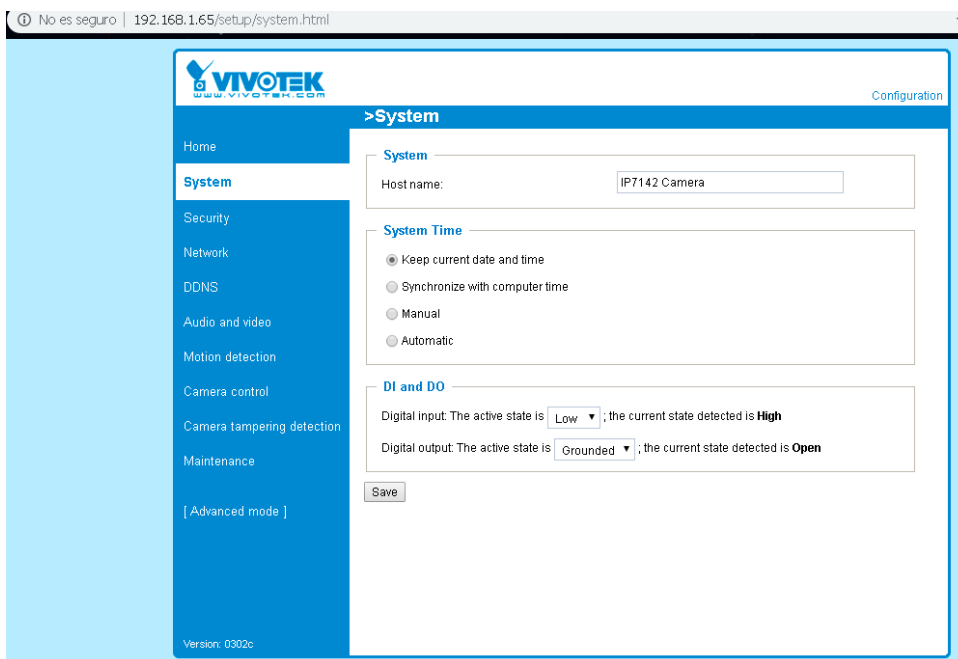 No es seguro | 192.168.1.65/setup/system.html
VIVOTEK
www.vivotek.com
Configuration
>System
Home
System
Security
Network
DDNS
Audio and video
Motion detection
Camera control
Camera tampering detection
Maintenance
[ Advanced mode ]
Version: 0302c
System
Host name: IP7142 Camera
System Time
Keep current date and time
Synchronize with computer time
Manual
Automatic
DI and DO
Digital input: The active state is Low ; the current state detected is High
Digital output: The active state is Grounded ; the current state detected is Open
Save